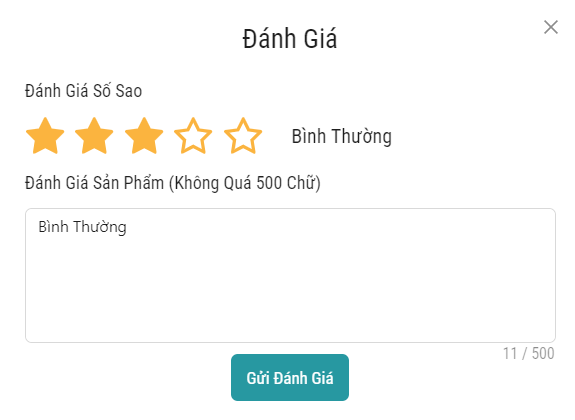 Đánh Giá
Đánh Giá Số Sao
Bình Thường
Đánh Giá Sản Phẩm (Không Quá 500 Chữ)
Bình Thường
11 / 500
Gửi Đánh Giá